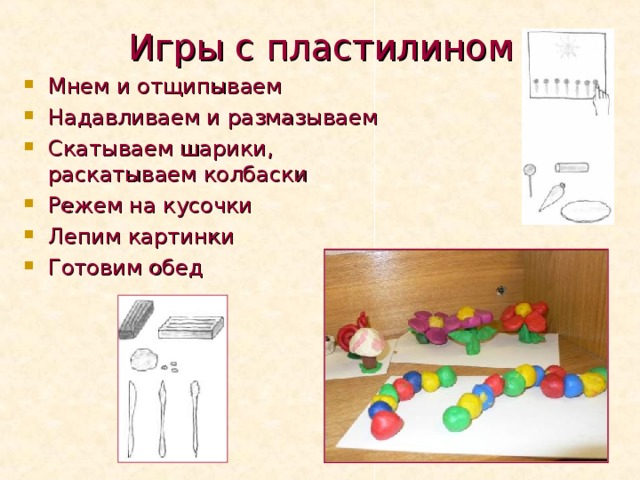 Игры с пластилином
Мнем и отщипываем
Надавливаем и размазываем
Скатываем шарики,
раскатываем колбаски
Режем на кусочки
Лепим картинки
Готовим обед